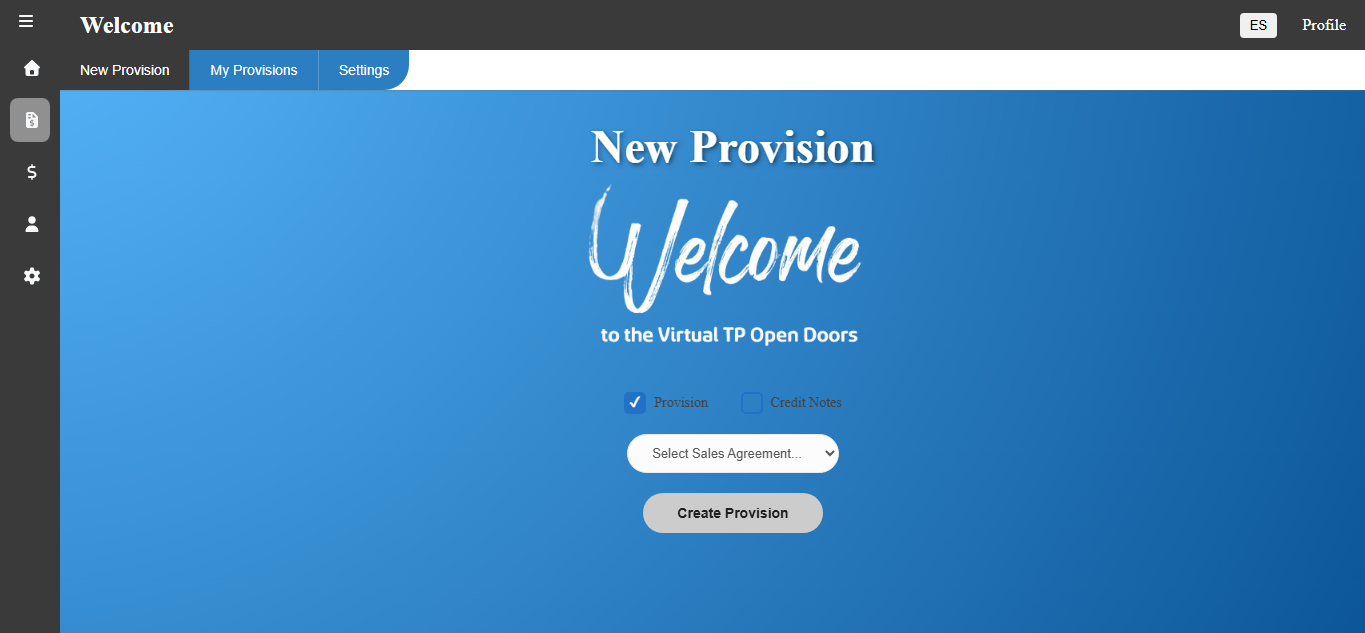 Welcome
ES
Profile
New Provision
My Provisions
Settings
New Provision
Welcome
to the Virtual TP Open Doors
Provision
Credit Notes
Select Sales Agreement...
Create Provision